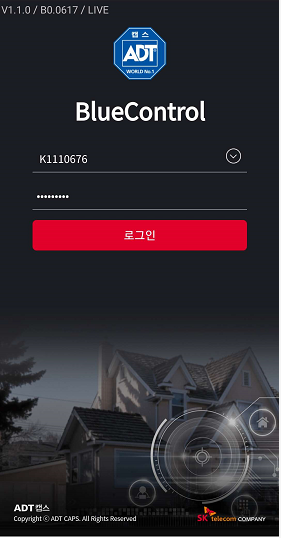 V1.1.0 / B0.0617 / LIVE
캡스
ADT
WORLD No.1
BlueControl
K1110676
•••••••••
로그인
ADT캡스
Copyright ⓒ ADT CAPS. All Rights Reserved
SK telecom COMPANY